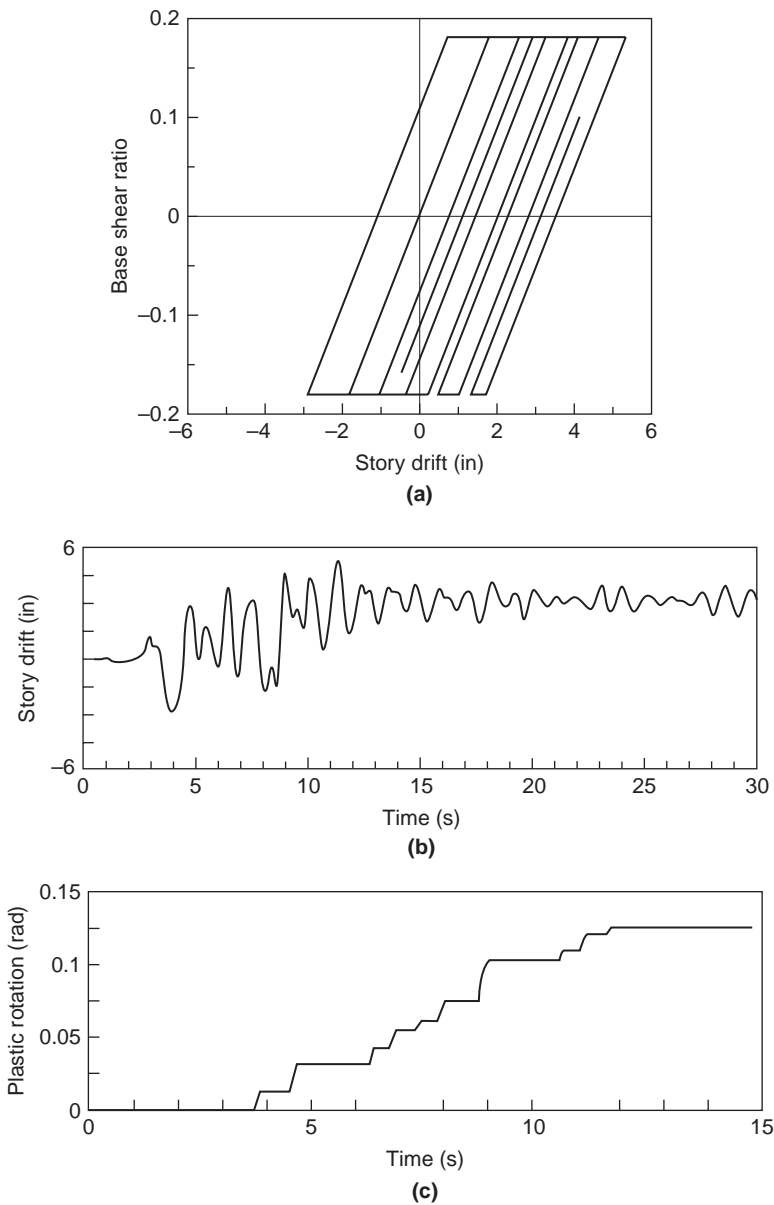 0.2
0.1
0
–0.1
–0.2
Base shear ratio
–6 –4 –2 0 2 4 6
Story drift (in)
(a)
6
–6
Story drift (in)
0 5 10 15 20 25 30
Time (s)
(b)
0.15
0.1
0.05
0
Plastic rotation (rad)
0 5 10 15
Time (s)
(c)